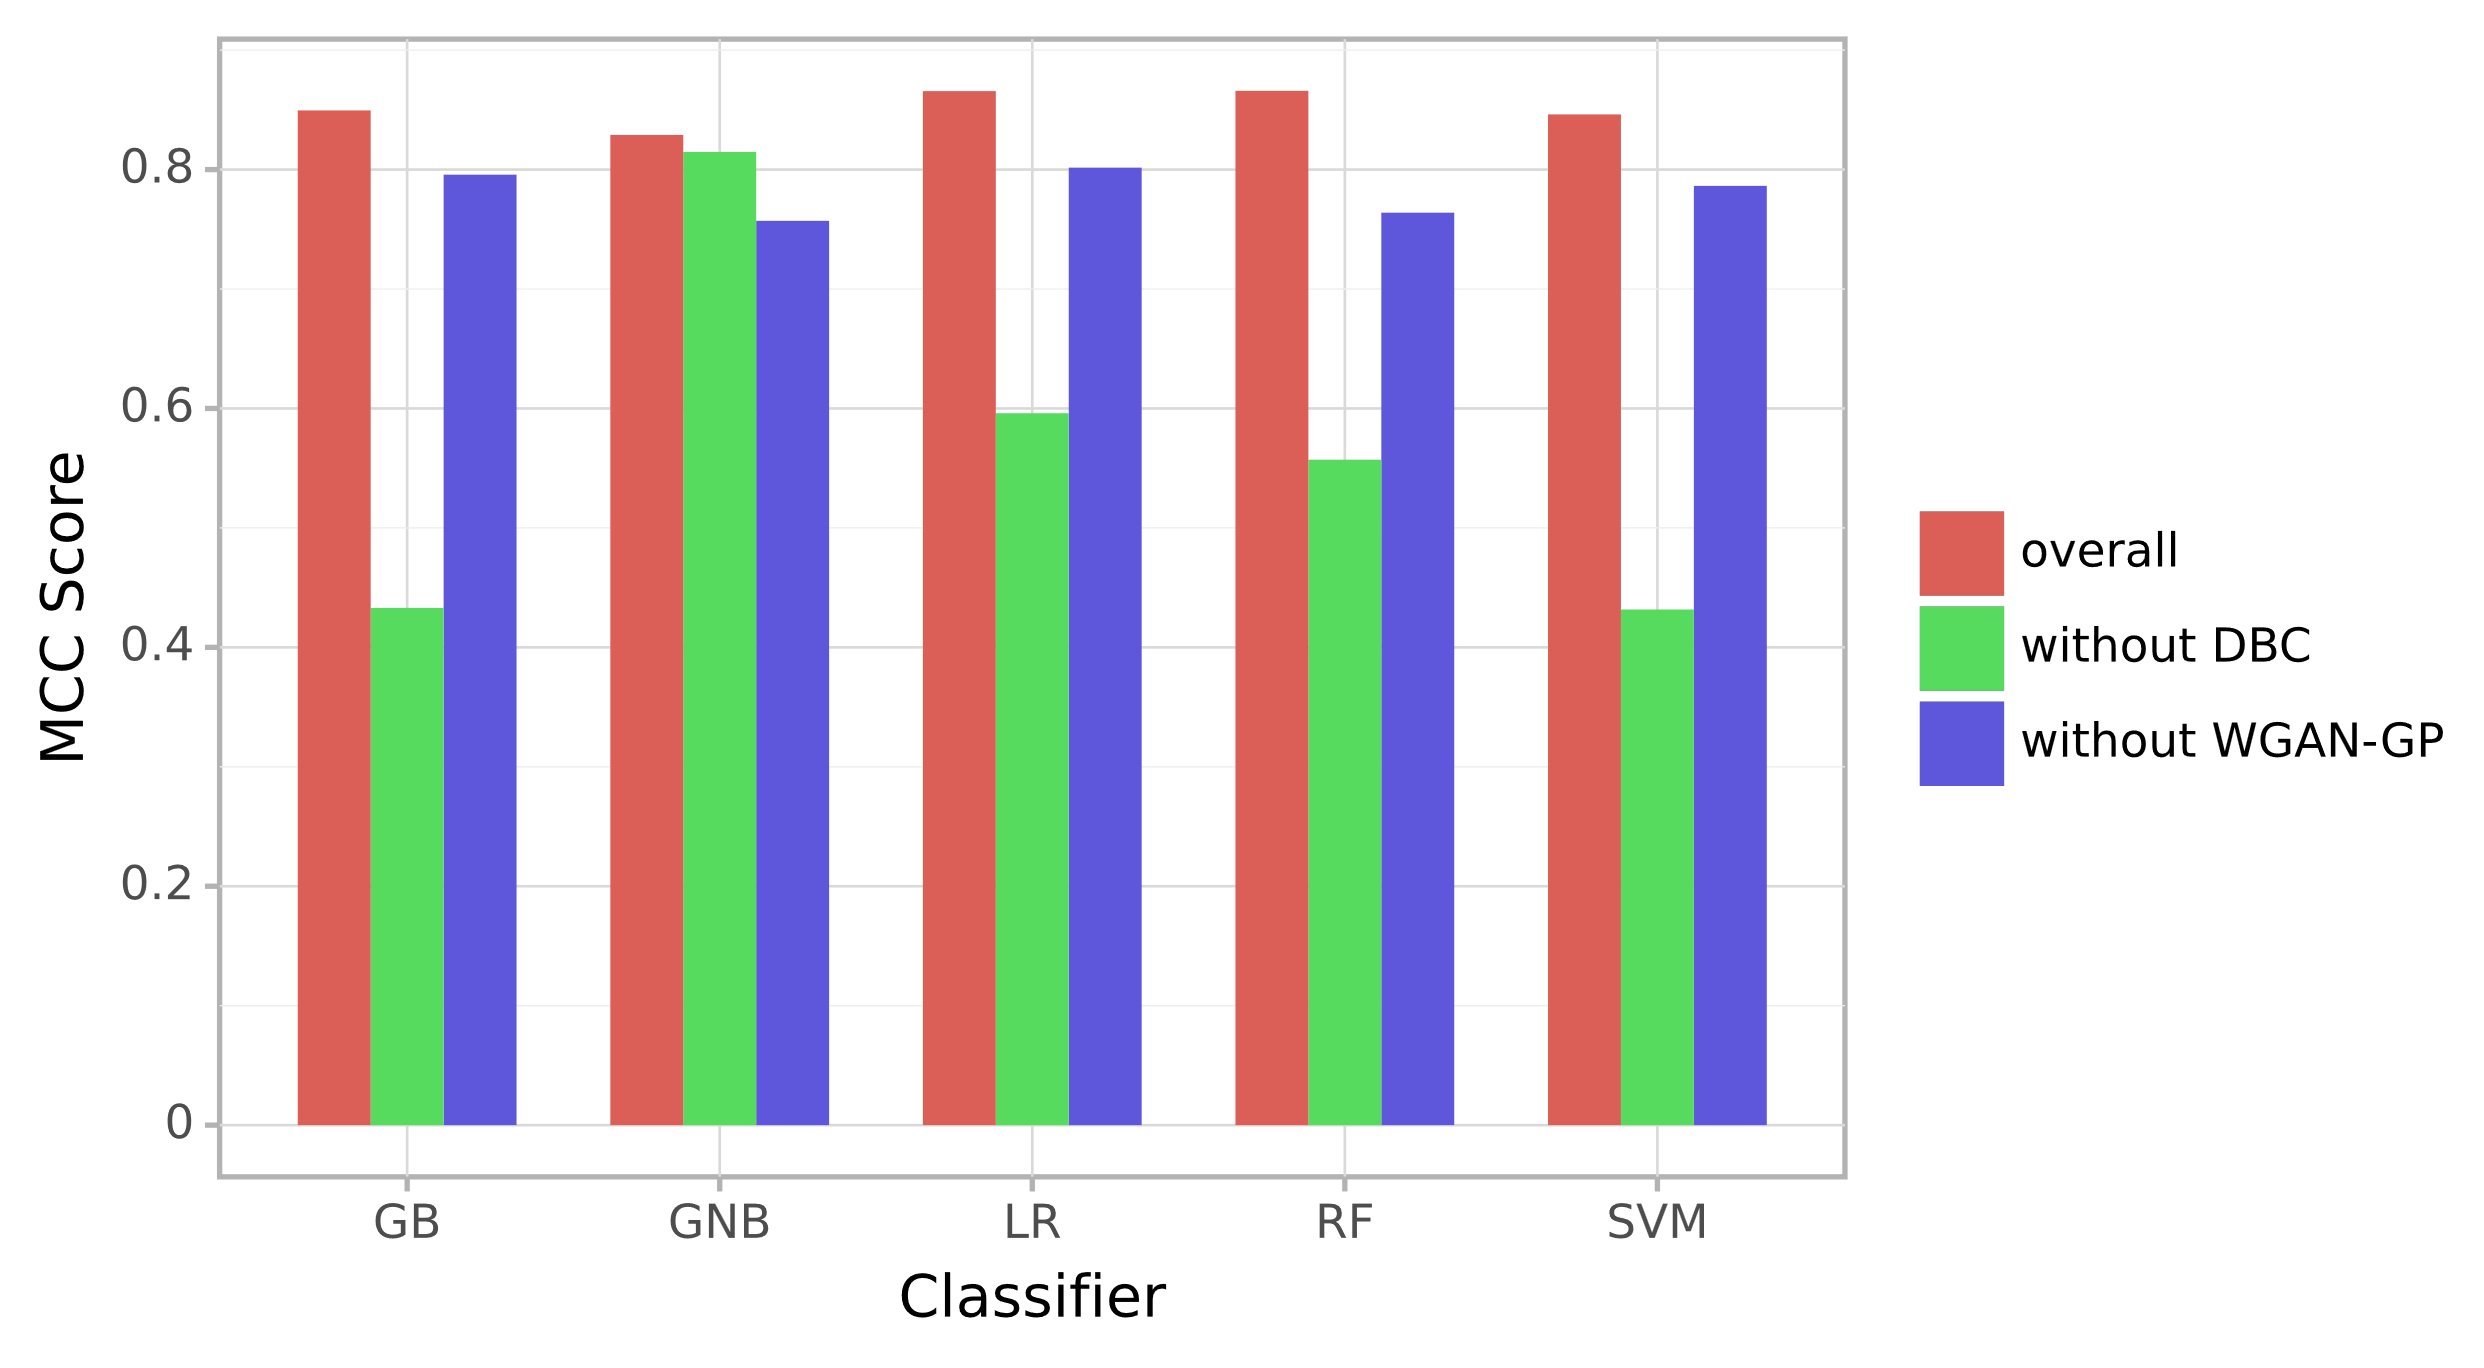 MCC Score
0.8
0.6
0.4
0.2
0
GB
GNB
LR
RF
SVM
Classifier
overall
without DBC
without WGAN-GP